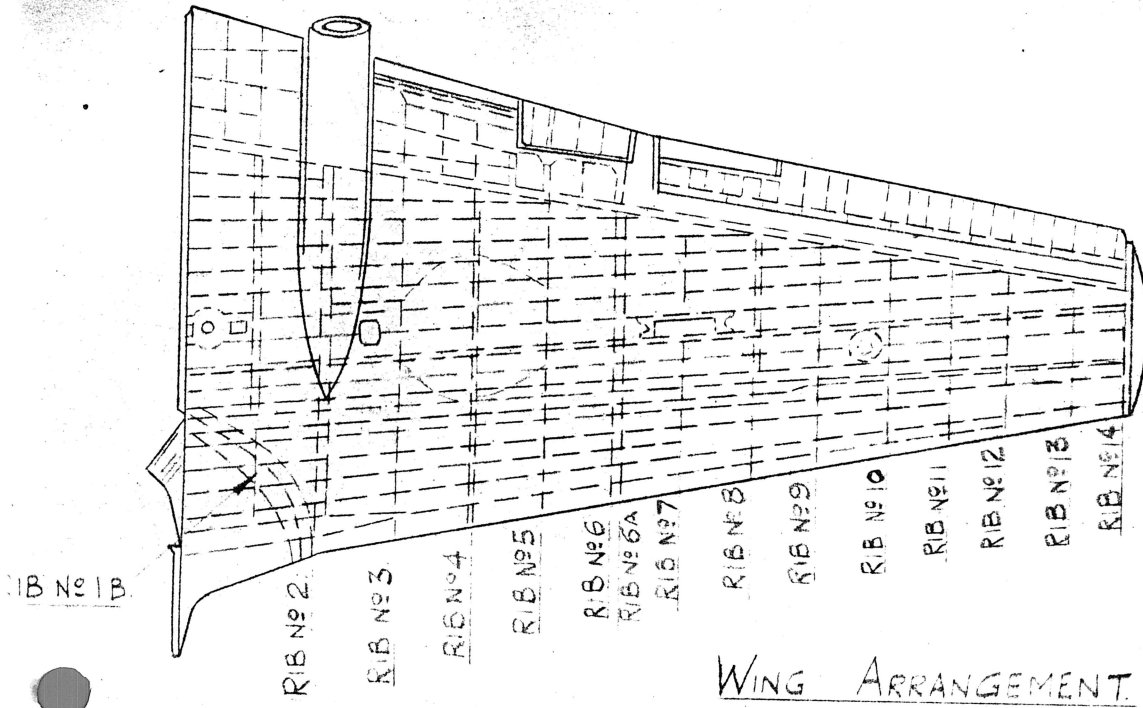 RIB Nº 1B.
RIB Nº 2
RIB Nº 3
RIB Nº 4
RIB Nº 5
RIB Nº 6
RIB Nº 6A
RIB Nº 7
RIB Nº 8
RIB Nº 9
RIB Nº 10
RIB Nº 11
RIB Nº 12
RIB Nº 13
RIB Nº 14
WING ARRANGEMENT.